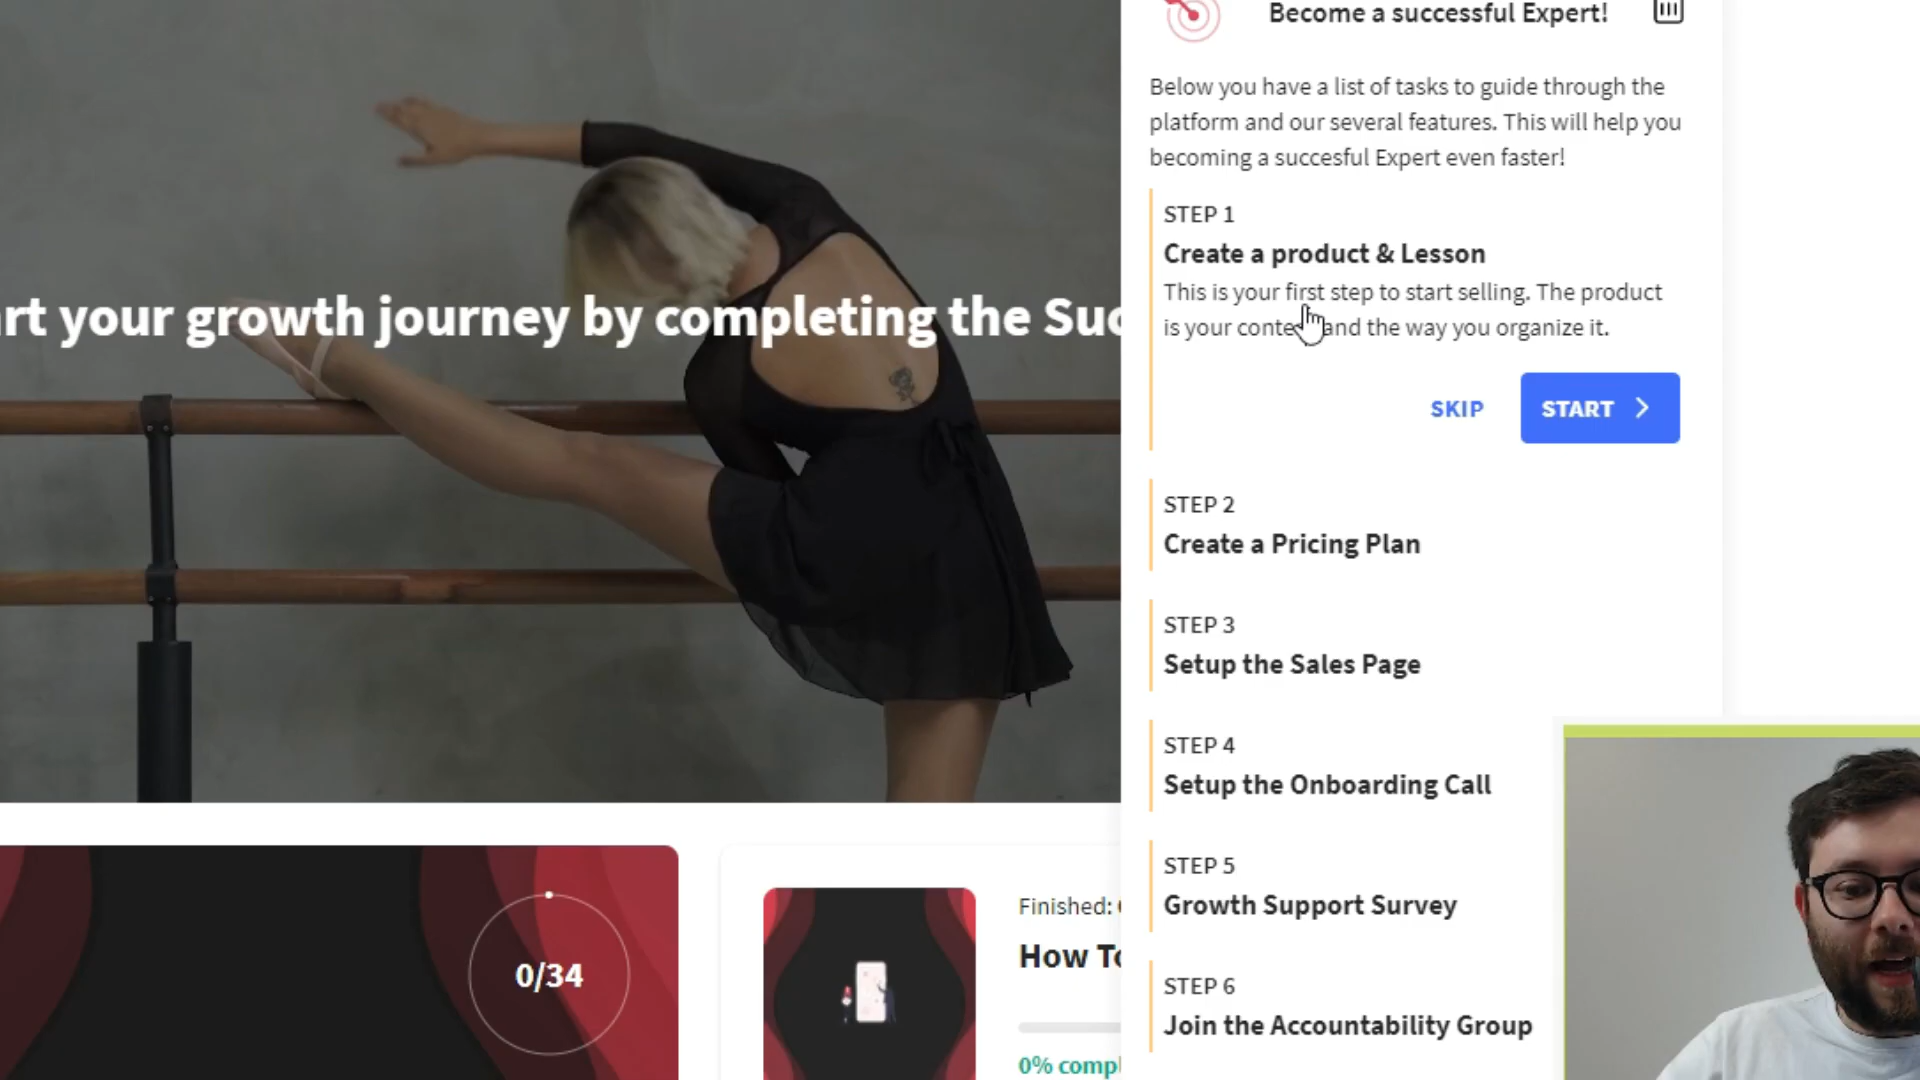 Become a successful Expert!
Below you have a list of tasks to guide through the
platform and our several features. This will help you
becoming a succesful Expert even faster!
STEP 1
Create a product & Lesson
This is your first step to start selling. The product
is your conte and the way you organize it.
SKIP
START
STEP 2
Create a Pricing Plan
STEP 3
Setup the Sales Page
STEP 4
Setup the Onboarding Call
STEP 5
Growth Support Survey
STEP 6
Join the Accountability Group
rt your growth journey by completing the Suc
0/34
Finished:
How To
0% compl